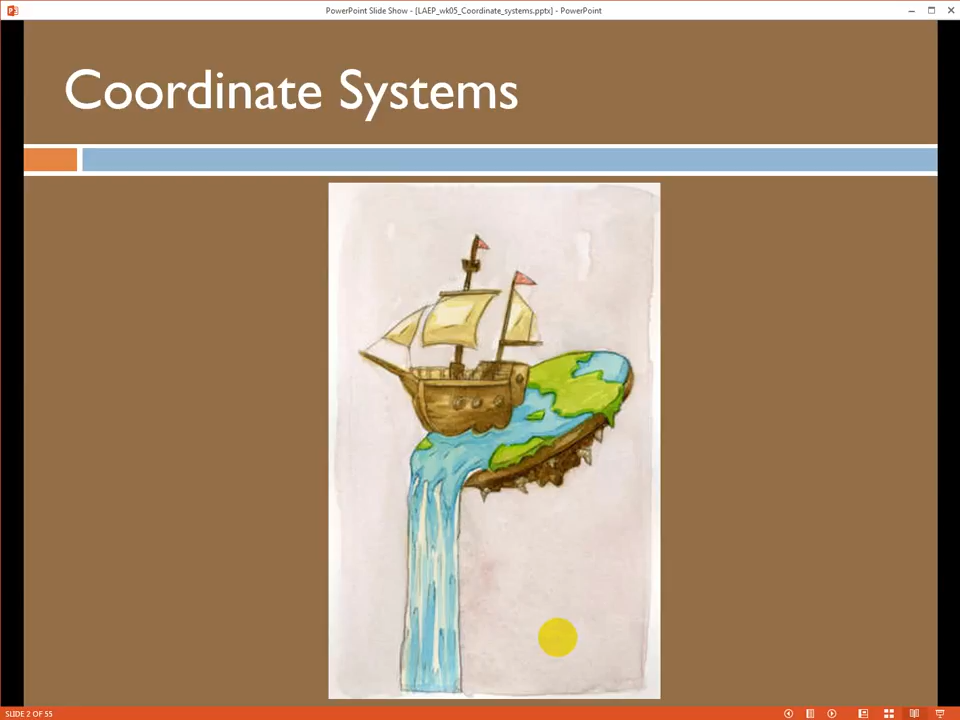 PowerPoint Slide Show - [LAEP_wk05_Coordinate_systems.pptx] - PowerPoint
Coordinate Systems
SLIDE 2 OF 55